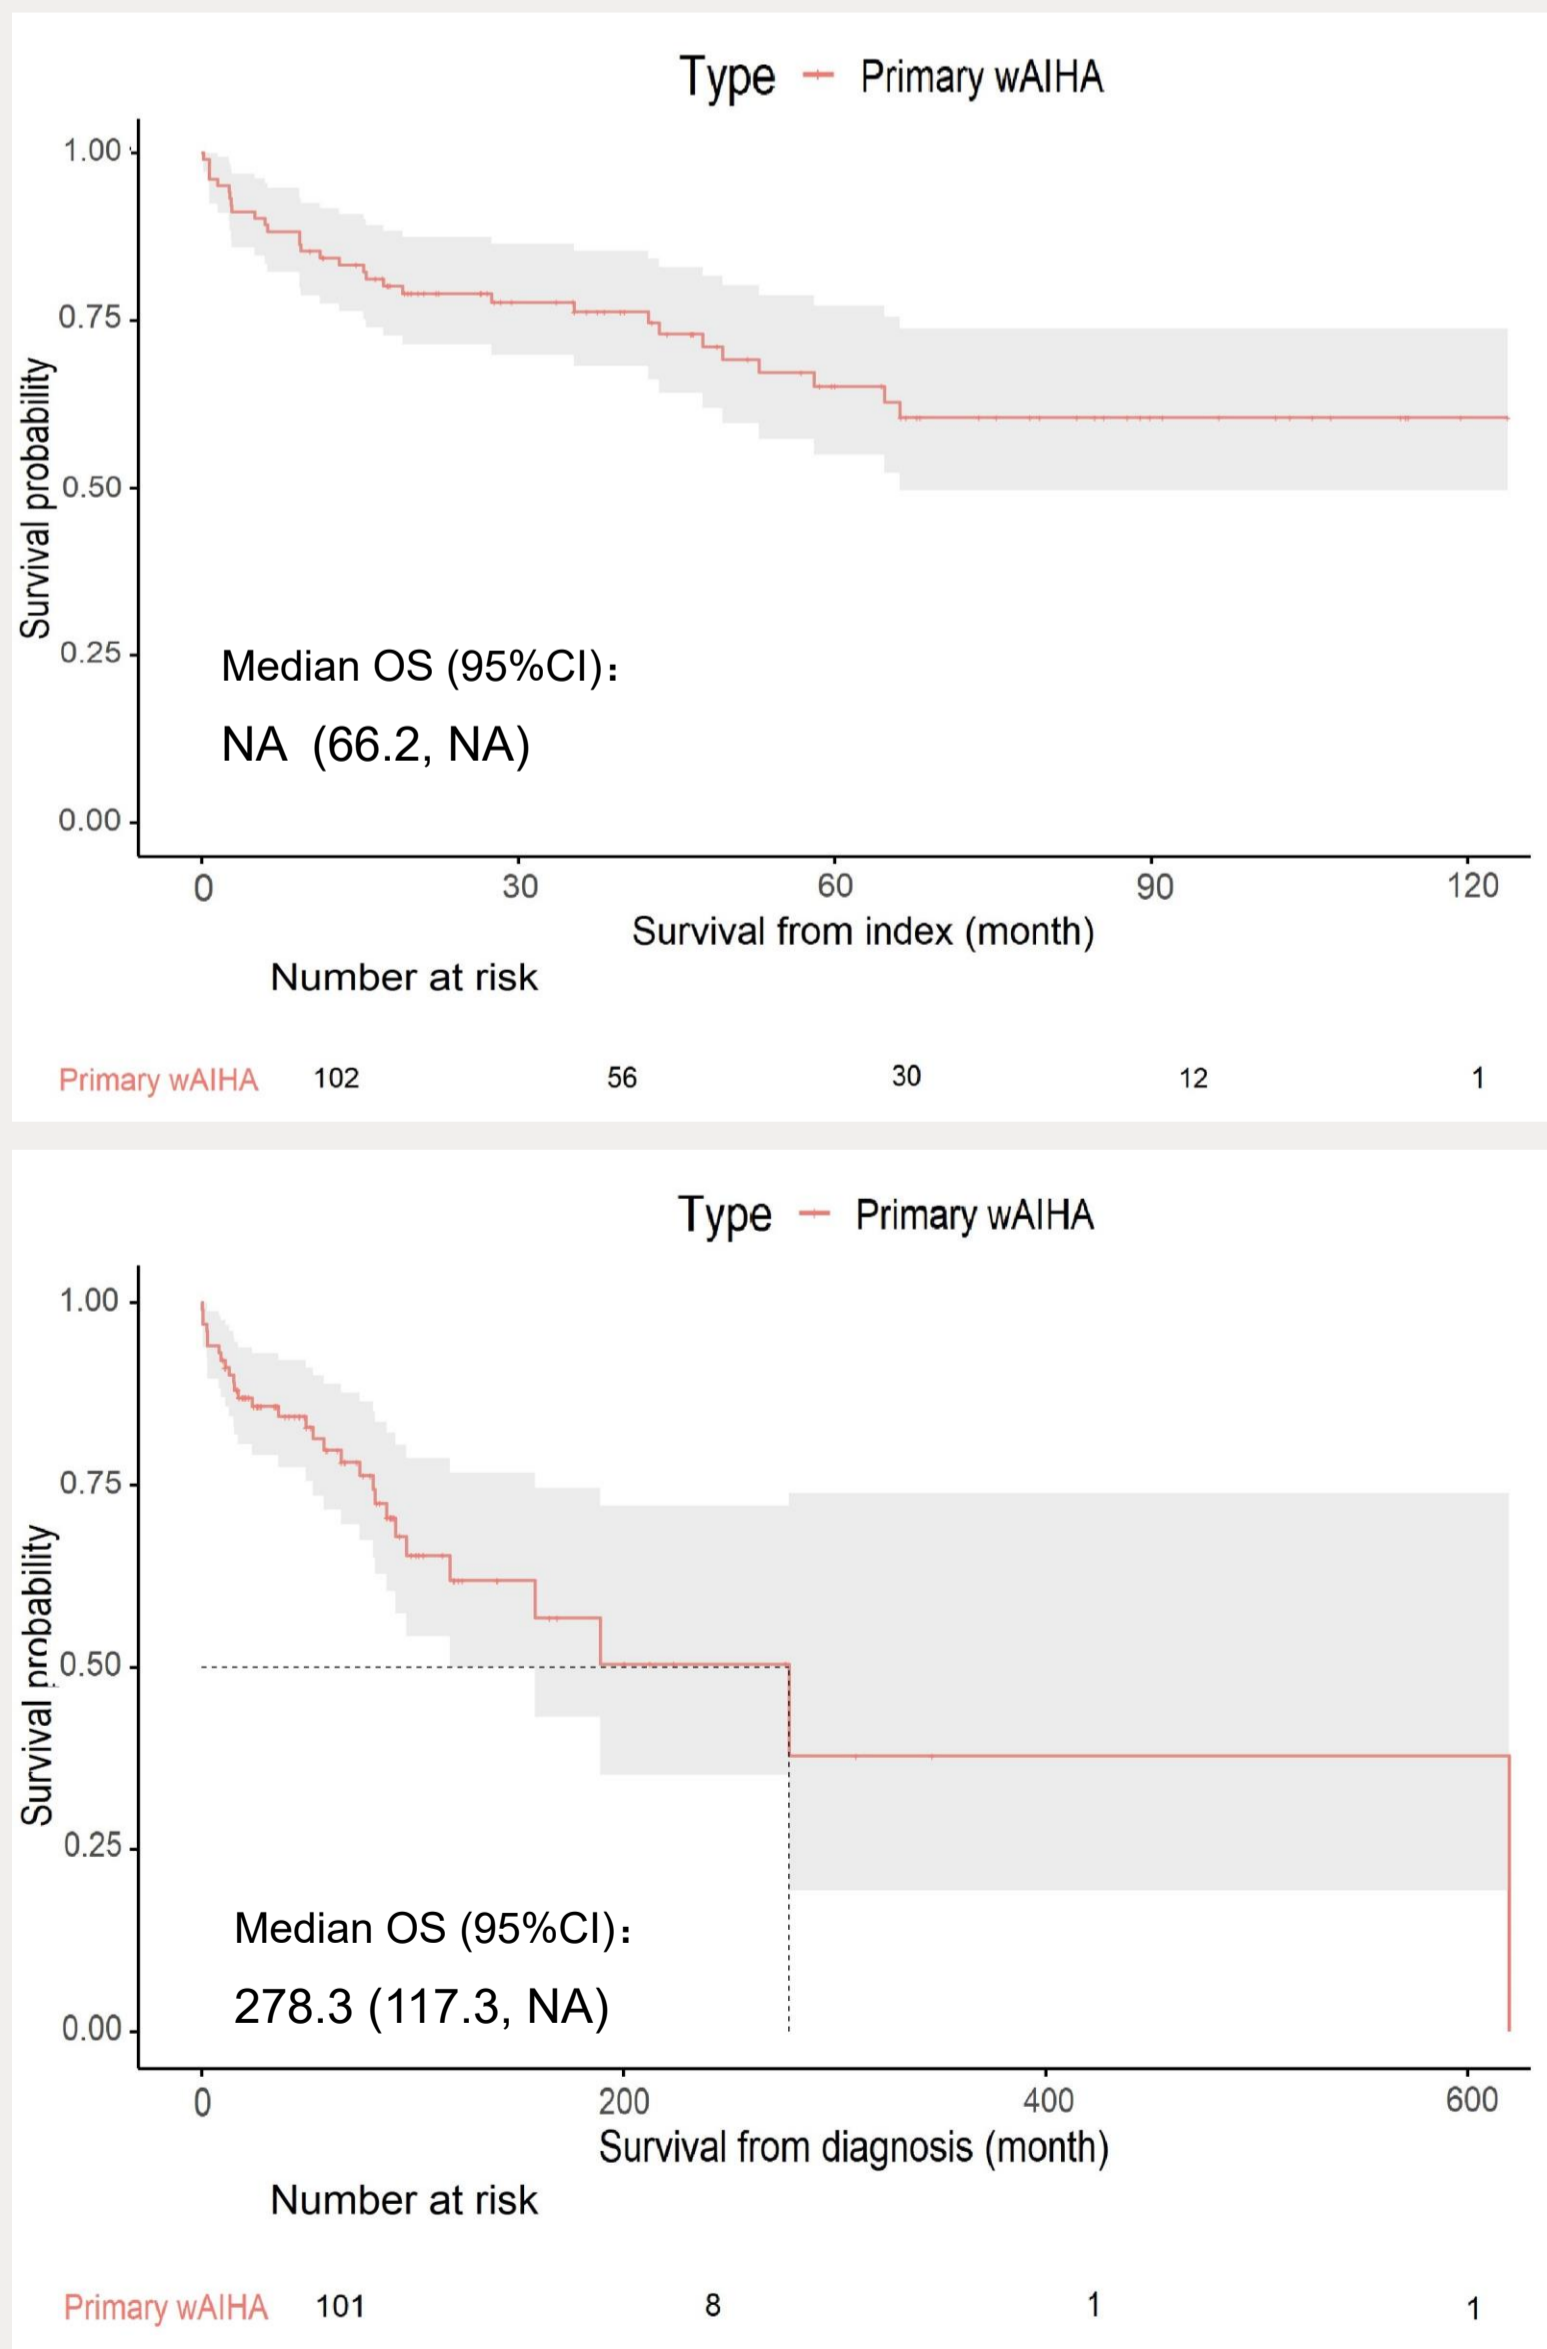 Type Primary wAIHA
Survival probability
1.00
0.75
0.50
0.25
0.00
Median OS (95%CI)：
NA (66.2, NA)
0 30 60 90 120
Survival from index (month)
Number at risk
Primary wAIHA 102 56 30 12 1
Type Primary wAIHA
Survival probability
1.00
0.75
0.50
0.25
0.00
Median OS (95%CI)：
278.3 (117.3, NA)
0 200 400 600
Survival from diagnosis (month)
Number at risk
Primary wAIHA 101 8 1 1